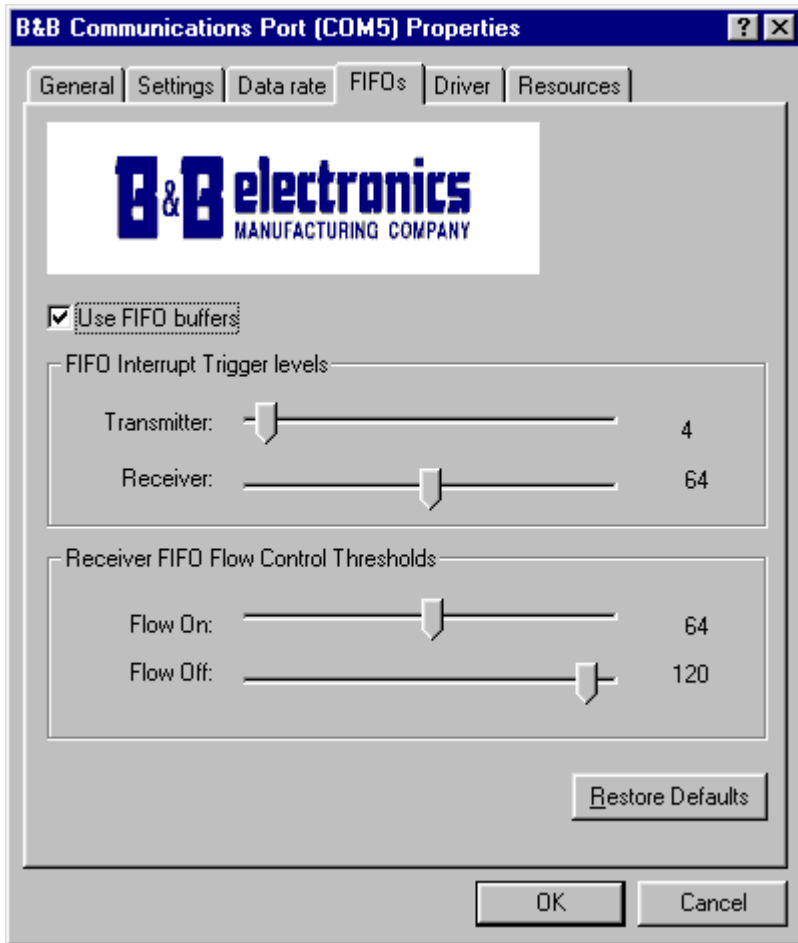 B&B Communications Port (COM5) Properties
General Settings Data rate FIFOs Driver Resources
B&B electronics
MANUFACTURING COMPANY
Use FIFO buffers
FIFO Interrupt Trigger levels
Transmitter: 4
Receiver: 64
Receiver FIFO Flow Control Thresholds
Flow On: 64
Flow Off: 120
Restore Defaults
OK Cancel